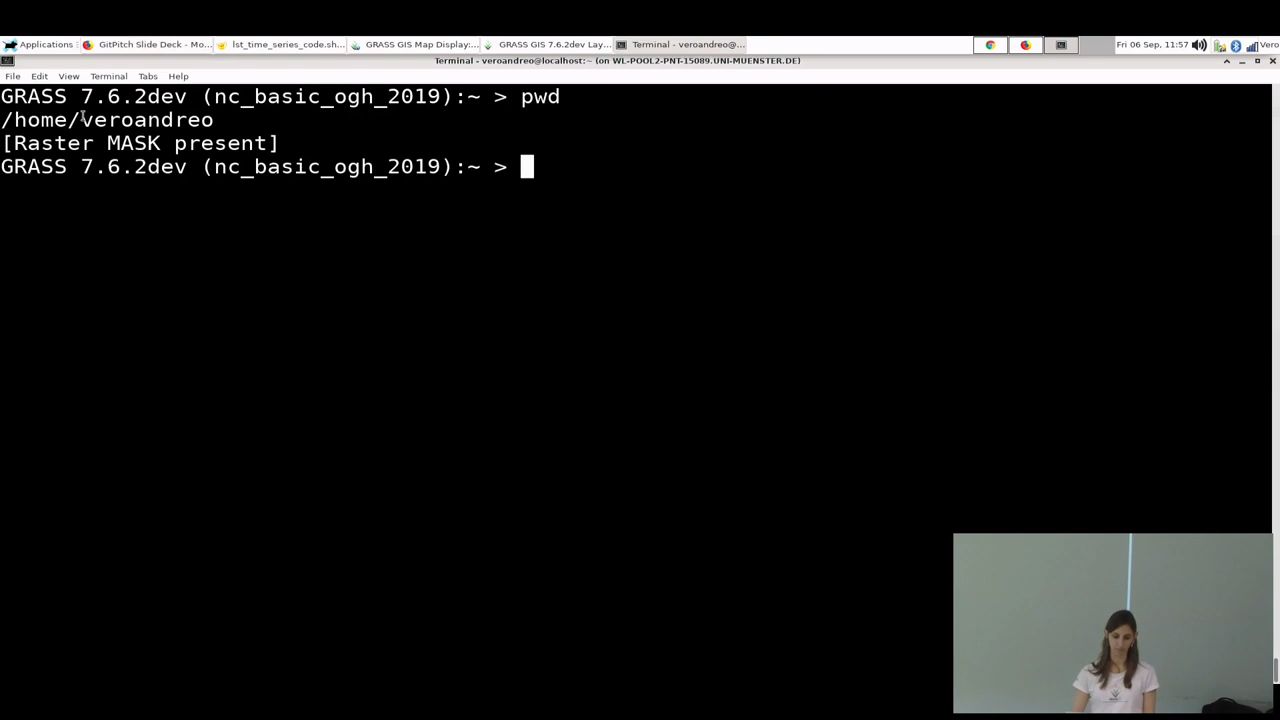 Applications
GitPitch Slide Deck - Mo...
lst_time_series_code.sh...
GRASS GIS Map Display:...
GRASS GIS 7.6.2dev Lay...
Terminal - veroandreo@...
Fri 06 Sep, 11:57
Vero
Terminal - veroandreo@localhost:~ (on WL-POOL2-PNT-15089.UNI-MUENSTER.DE)
File Edit View Terminal Tabs Help
GRASS 7.6.2dev (nc_basic_ogh_2019):~ > pwd
/home/veroandreo
[Raster MASK present]
GRASS 7.6.2dev (nc_basic_ogh_2019):~ >